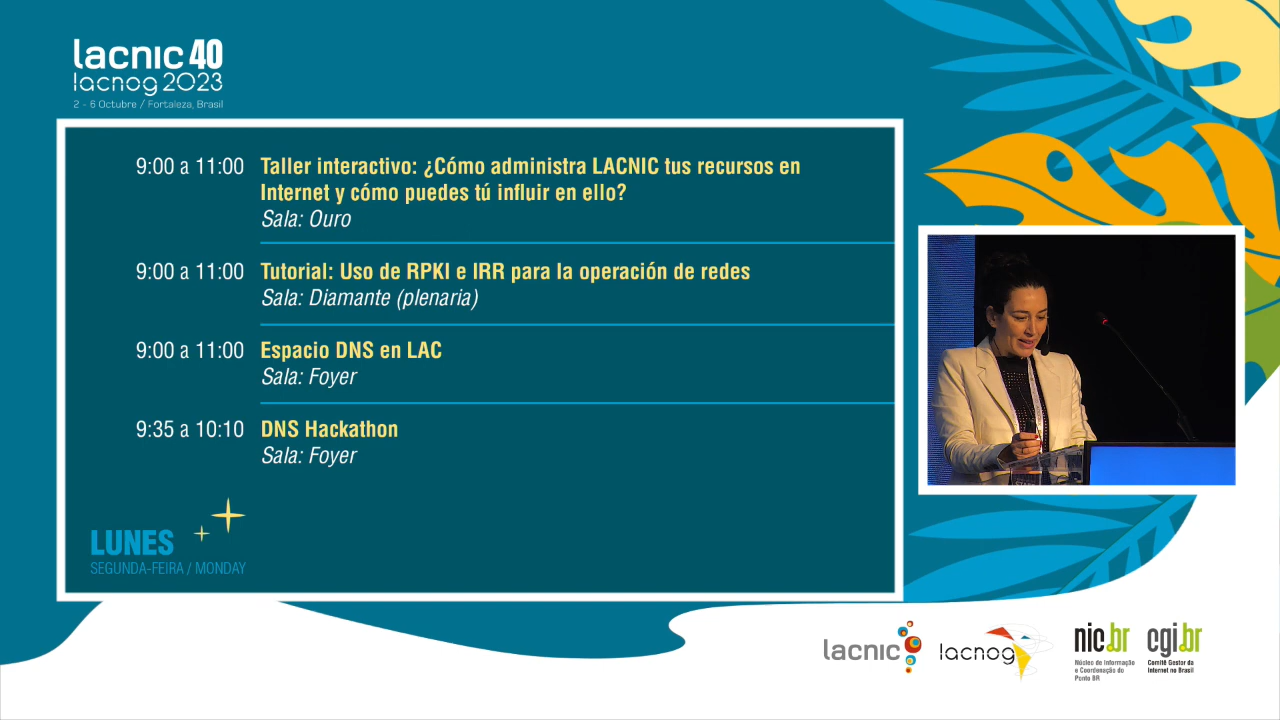 lacnic 40
lacnog 2023
2 - 6 Octubre / Fortaleza, Brasil
9:00 a 11:00 Taller interactivo: ¿Cómo administra LACNIC tus recursos en
Internet y cómo puedes tú influir en ello?
Sala: Ouro
9:00 a 11:00 Tutorial: Uso de RPKI e IRR para la operación de redes
Sala: Diamante (plenaria)
9:00 a 11:00 Espacio DNS en LAC
Sala: Foyer
9:35 a 10:10 DNS Hackathon
Sala: Foyer
LUNES
SEGUNDA-FEIRA / MONDAY
lacnic
lacnog
nic.br
Núcleo de Informação
e Coordenação do
Ponto BR
cgi.br
Comitê Gestor da
Internet no Brasil